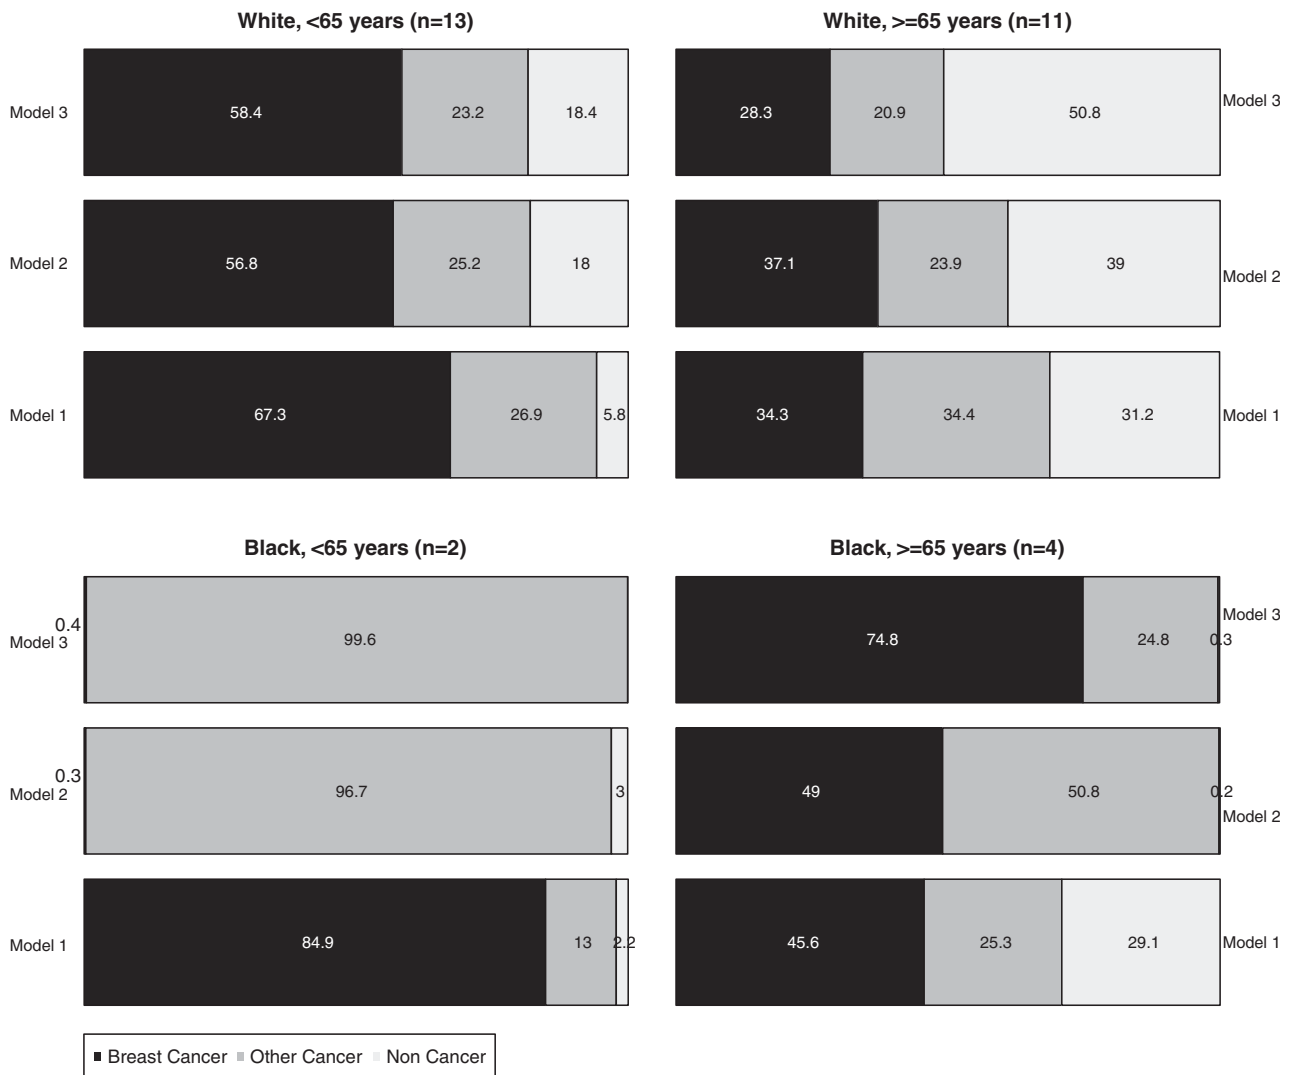 White, <65 years (n=13)
White, >=65 years (n=11)
Model 3
58.4
23.2
18.4
28.3
20.9
50.8
Model 3
Model 2
56.8
25.2
18
37.1
23.9
39
Model 2
Model 1
67.3
26.9
5.8
34.3
34.4
31.2
Model 1
Black, <65 years (n=2)
Black, >=65 years (n=4)
0.4
Model 3
99.6
74.8
24.8
0.3
Model 3
0.3
Model 2
96.7
3
49
50.8
0.2
Model 2
Model 1
84.9
13
2.2
45.6
25.3
29.1
Model 1
Breast Cancer Other Cancer Non Cancer